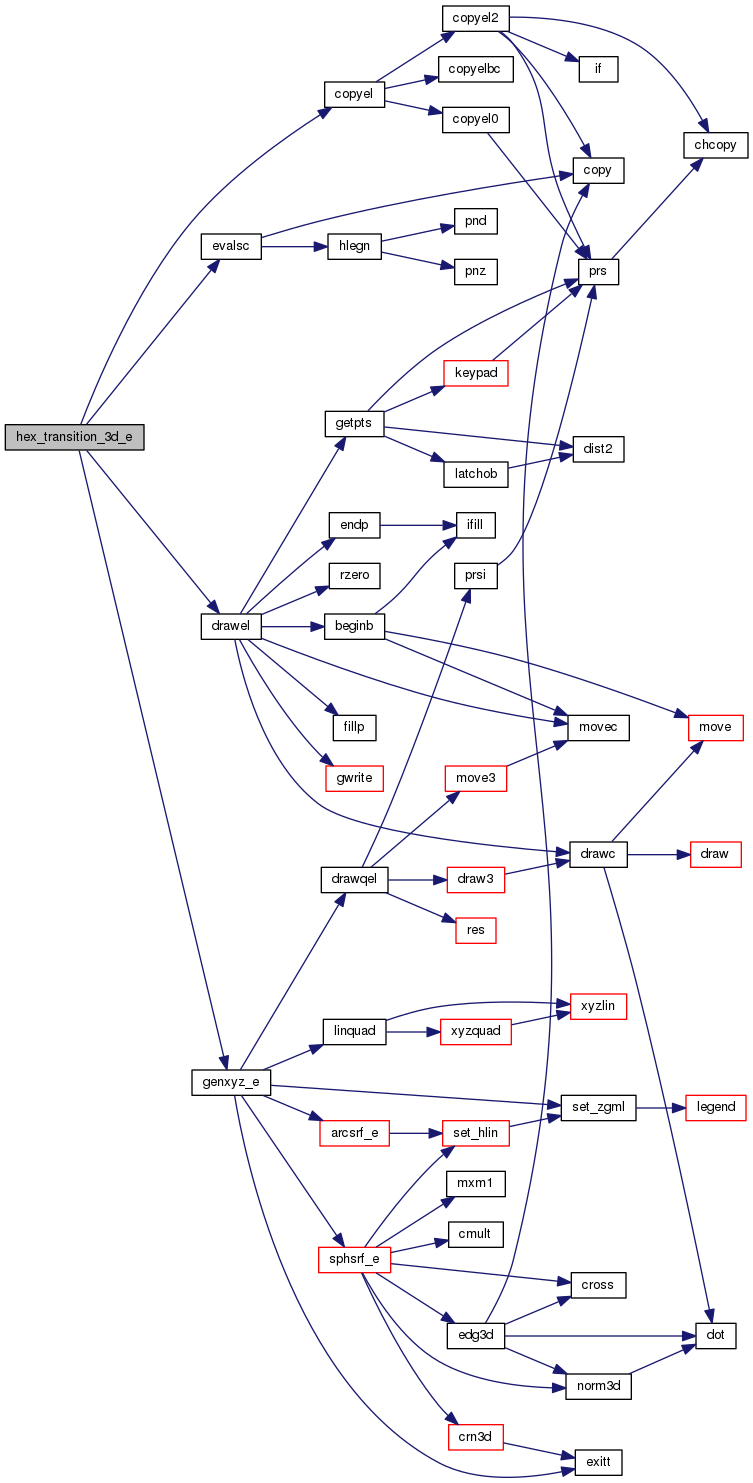 copyel2
copyelbc
if
copyel
copyel0
chcopy
copy
pnd
evalsc
hlegn
pnz
prs
keypad
getpts
hex_transition_3d_e
dist2
latchob
endp
ifill
rzero
prsi
drawel
beginb
fillp
movec
move
gwrite
move3
drawc
draw
drawqel
draw3
res
xyzlin
linquad
xyzquad
genxyz_e
set_zgml
legend
arcsrf_e
set_hlin
mxm1
cmult
sphsrf_e
cross
edg3d
dot
norm3d
crn3d
exitt